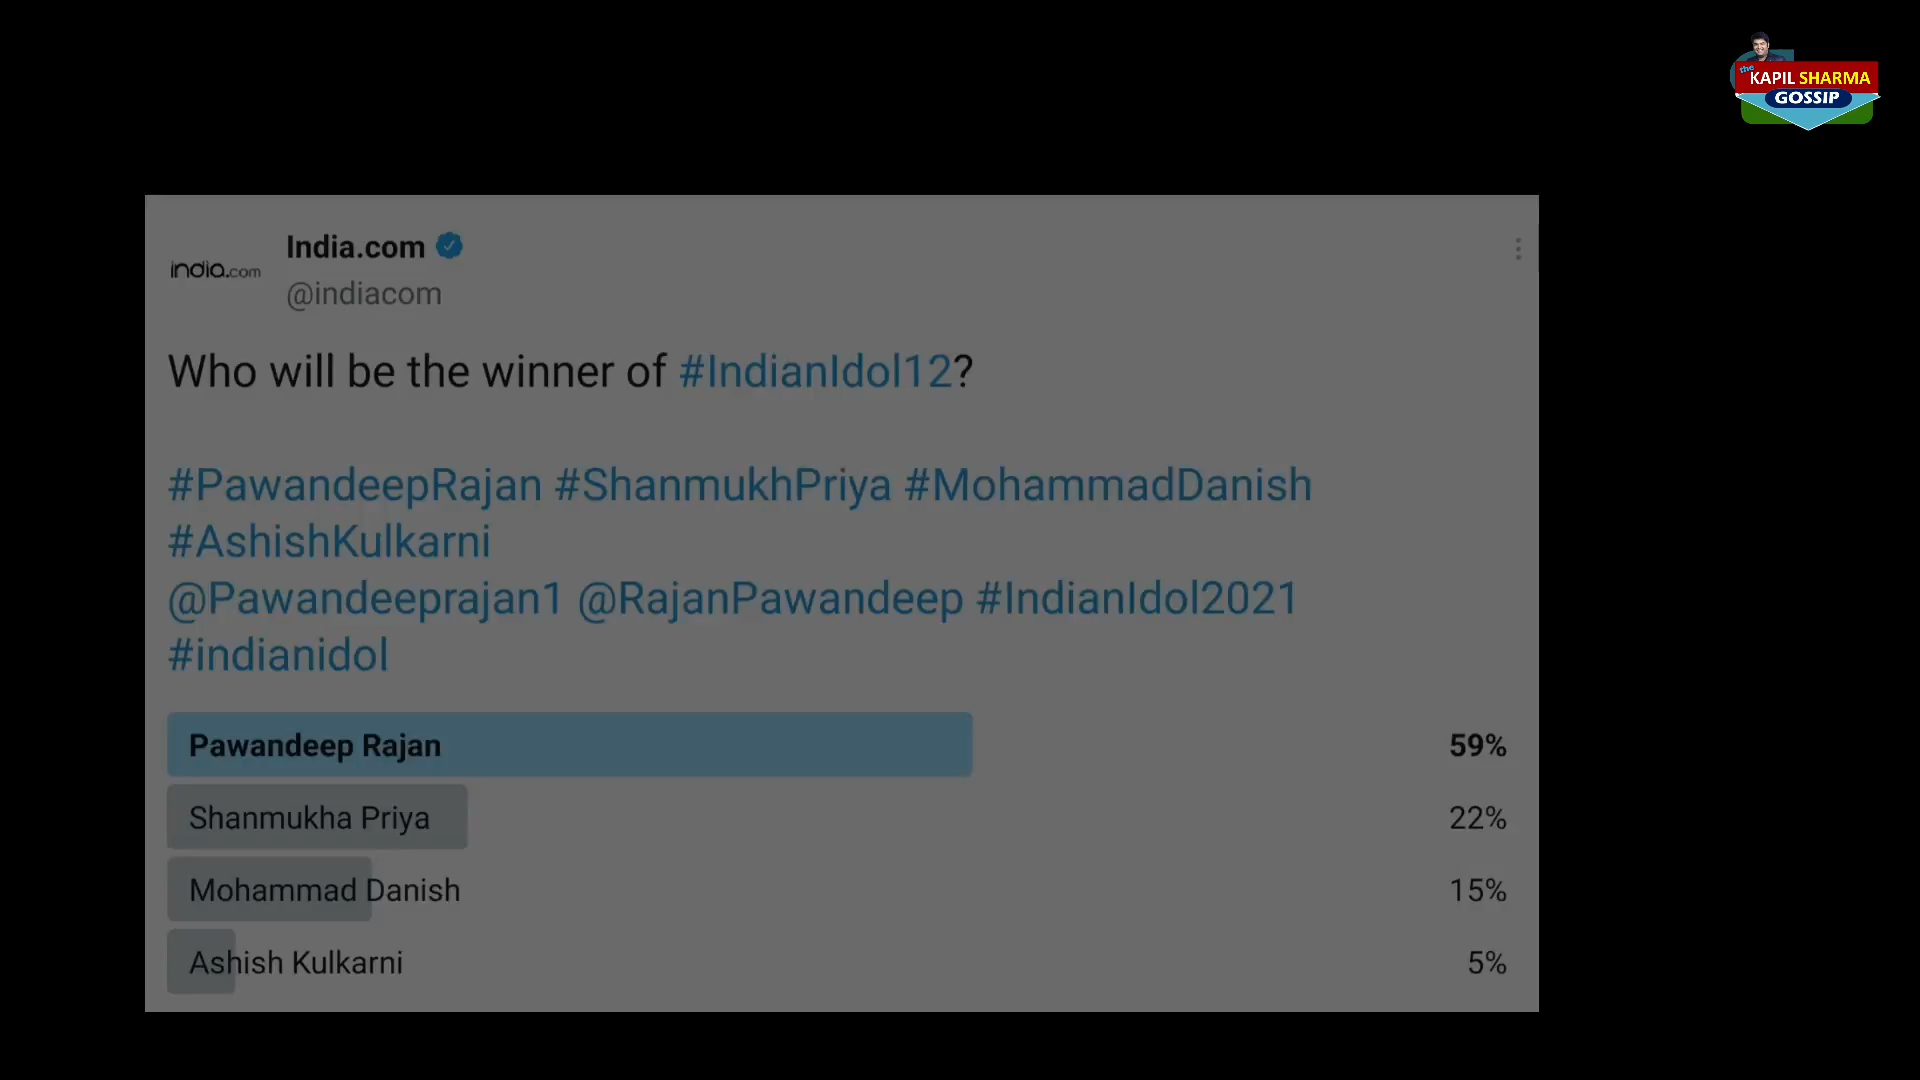 the
KAPIL SHARMA
GOSSIP
India.com
india.com
@indiacom
Who will be the winner of #IndianIdol12?
#PawandeepRajan #ShanmukhPriya #MohammadDanish
#AshishKulkarni
@Pawandeeprajan1 @RajanPawandeep #IndianIdol2021
#indianidol
Pawandeep Rajan 59%
Shanmukha Priya 22%
Mohammad Danish 15%
Ashish Kulkarni 5%